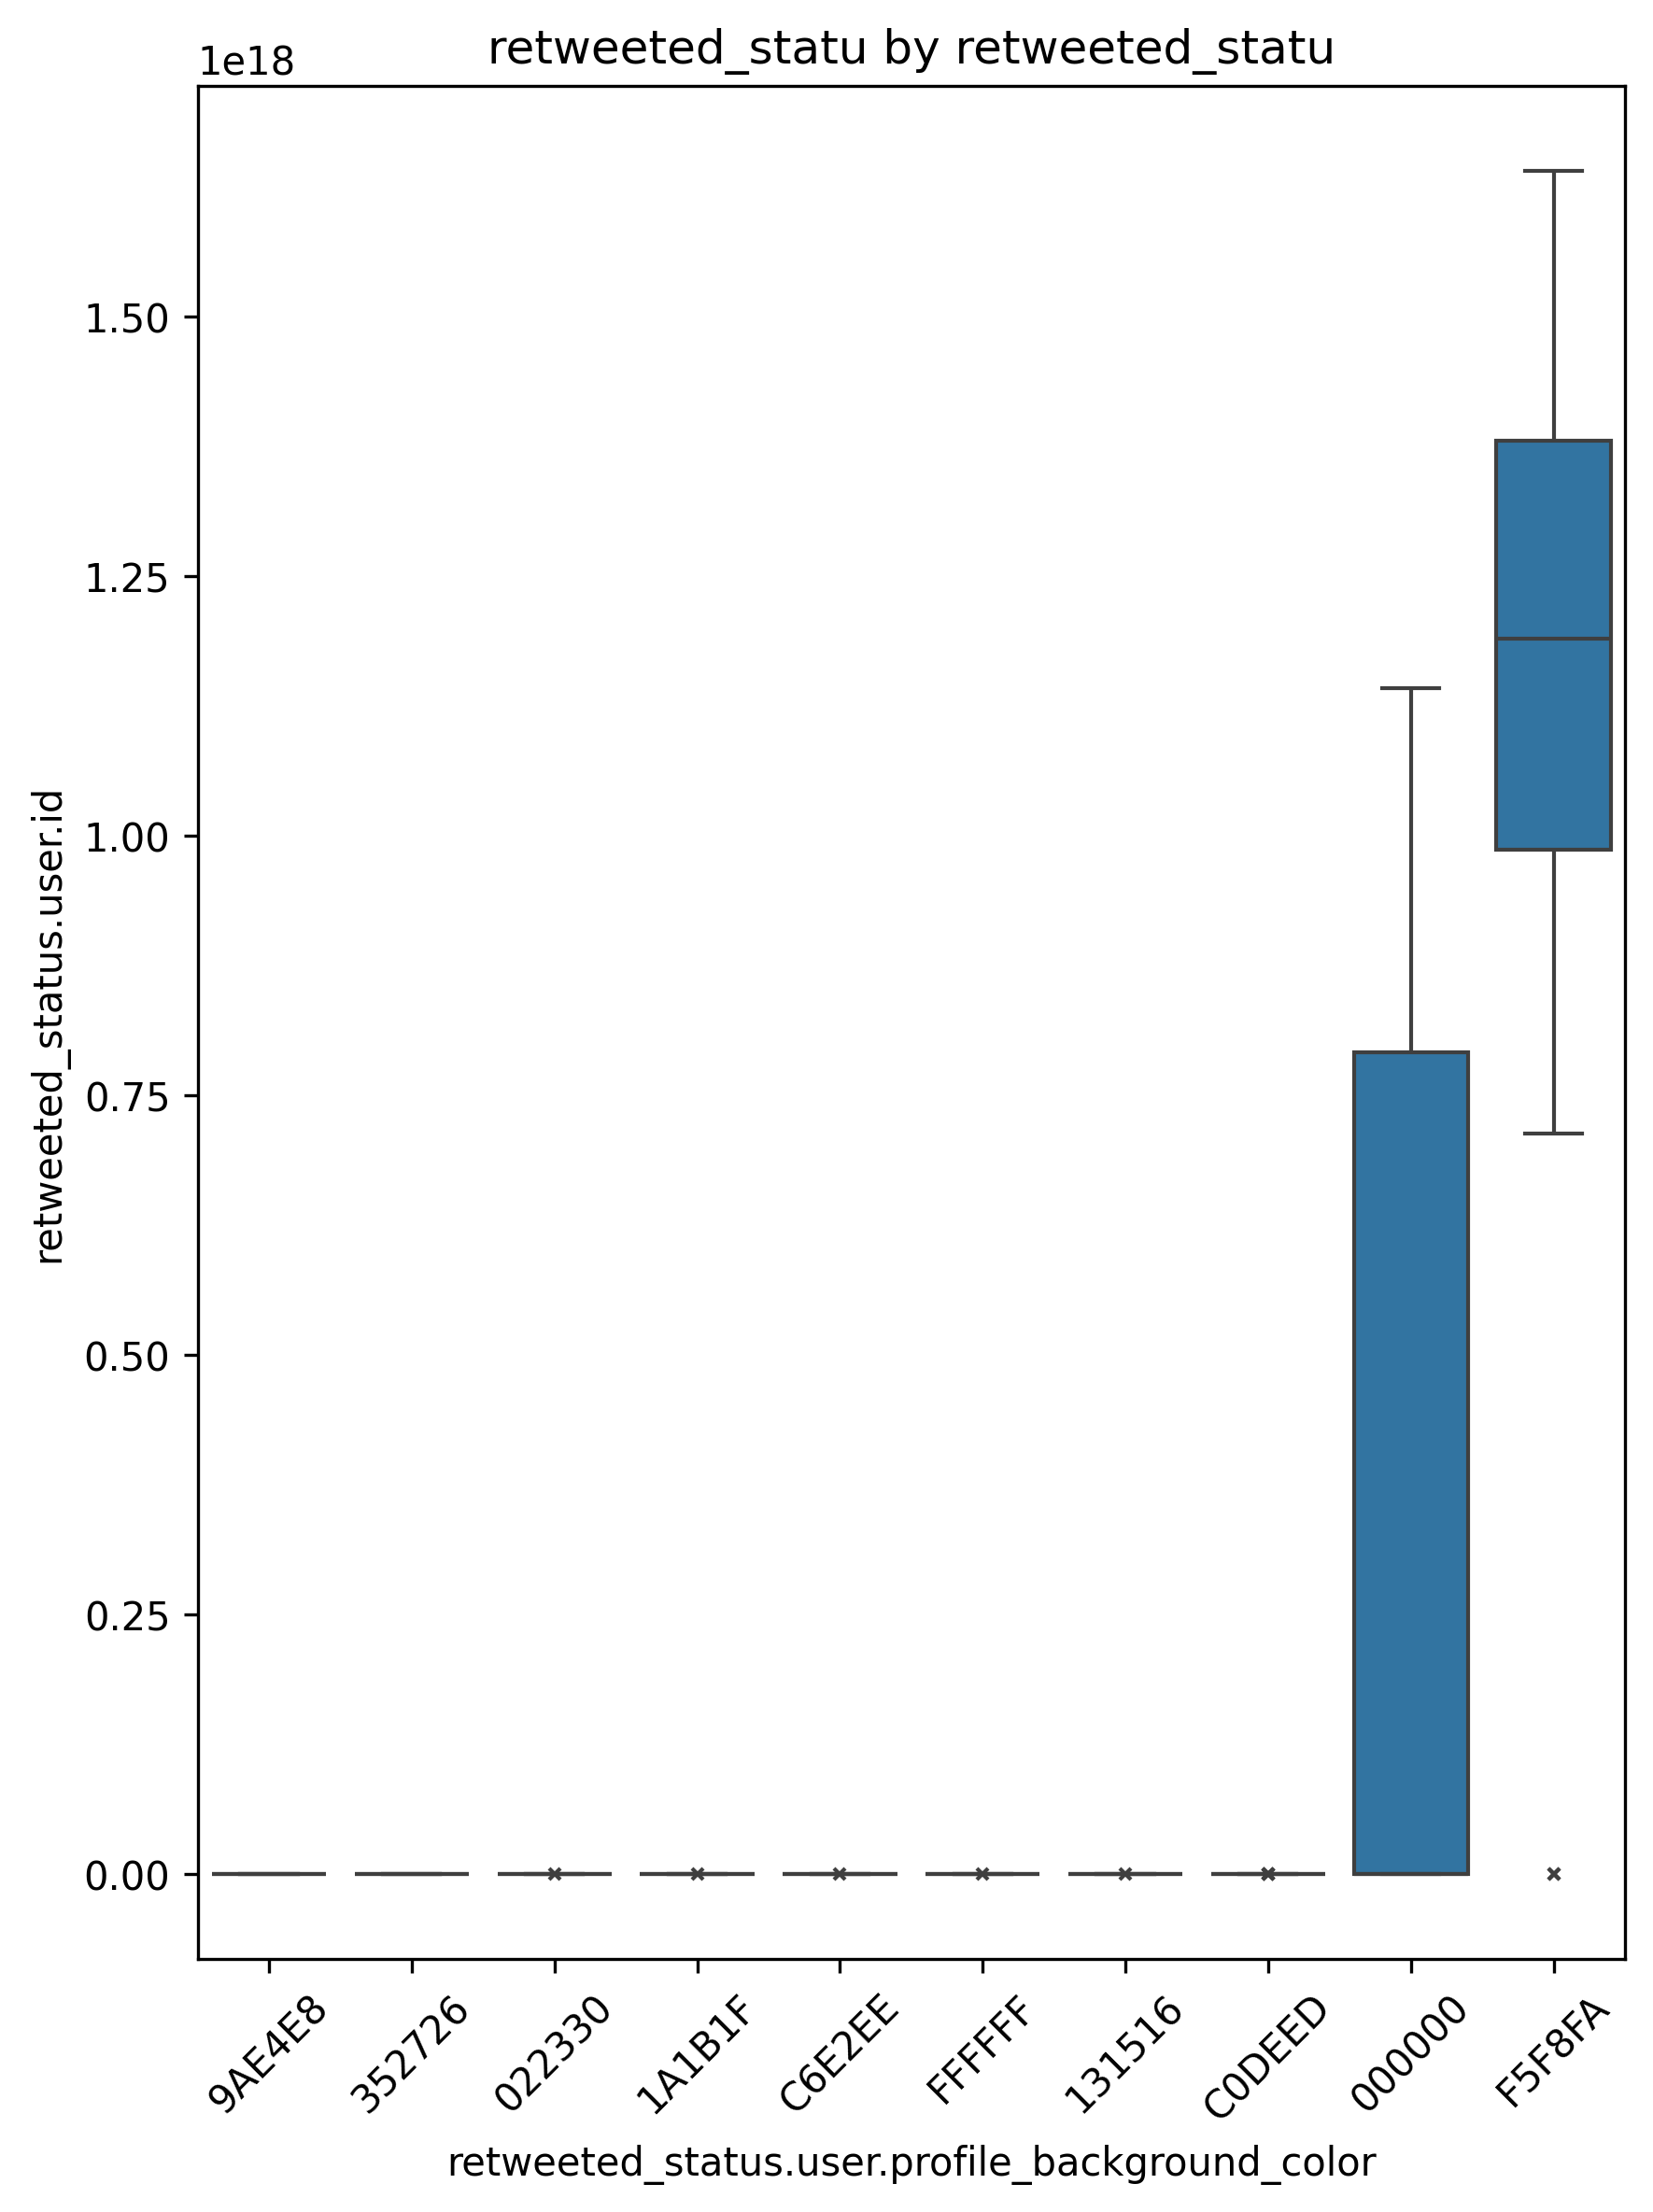 retweeted_statu by retweeted_statu
1e18
1.50
1.25
1.00
0.75
0.50
0.25
0.00
retweeted_status.user.id
9AE4E8
352726
022330
1A1B1F
C6E2EE
FFFFFF
131516
C0DEED
000000
F5F8FA
retweeted_status.user.profile_background_color